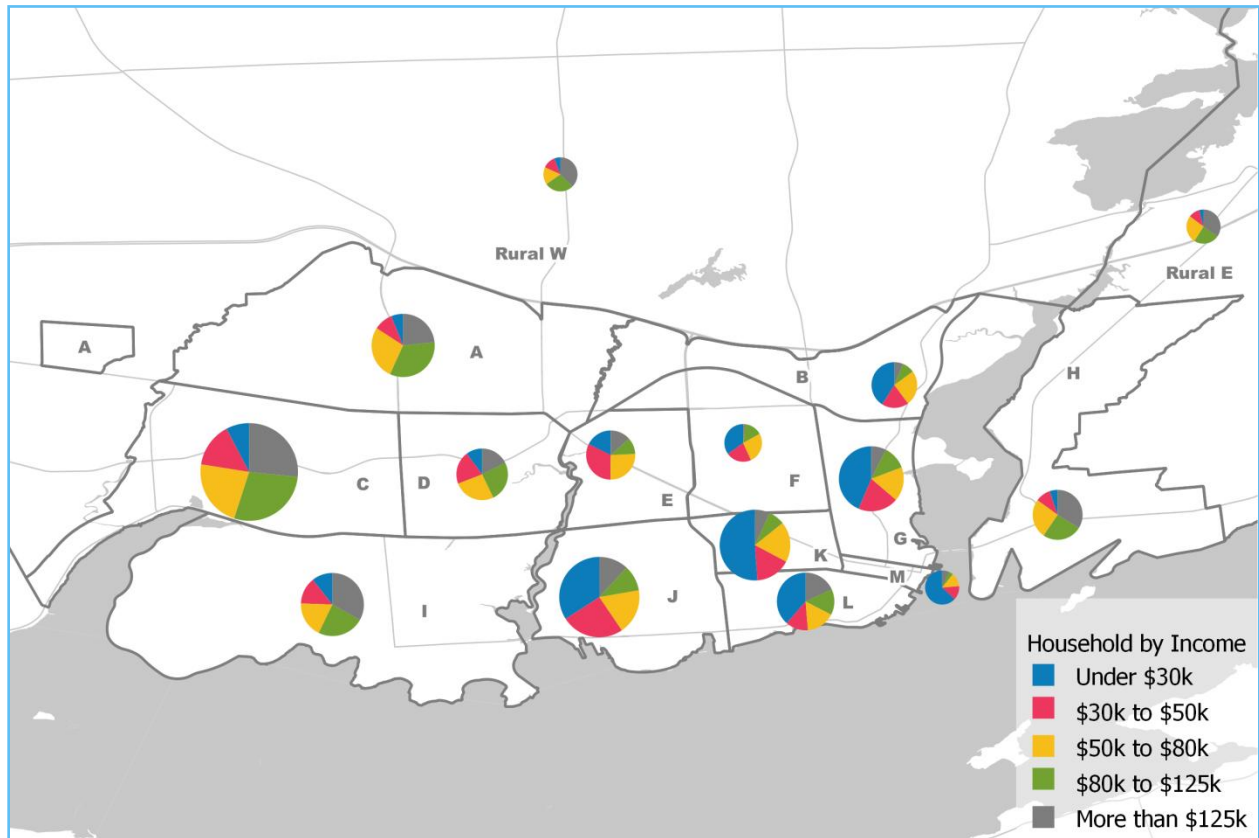 Rural W
Rural E
A
A
B
H
C
D
E
F
G
K
M
I
J
L
Household by Income
Under $30k
$30k to $50k
$50k to $80k
$80k to $125k
More than $125k